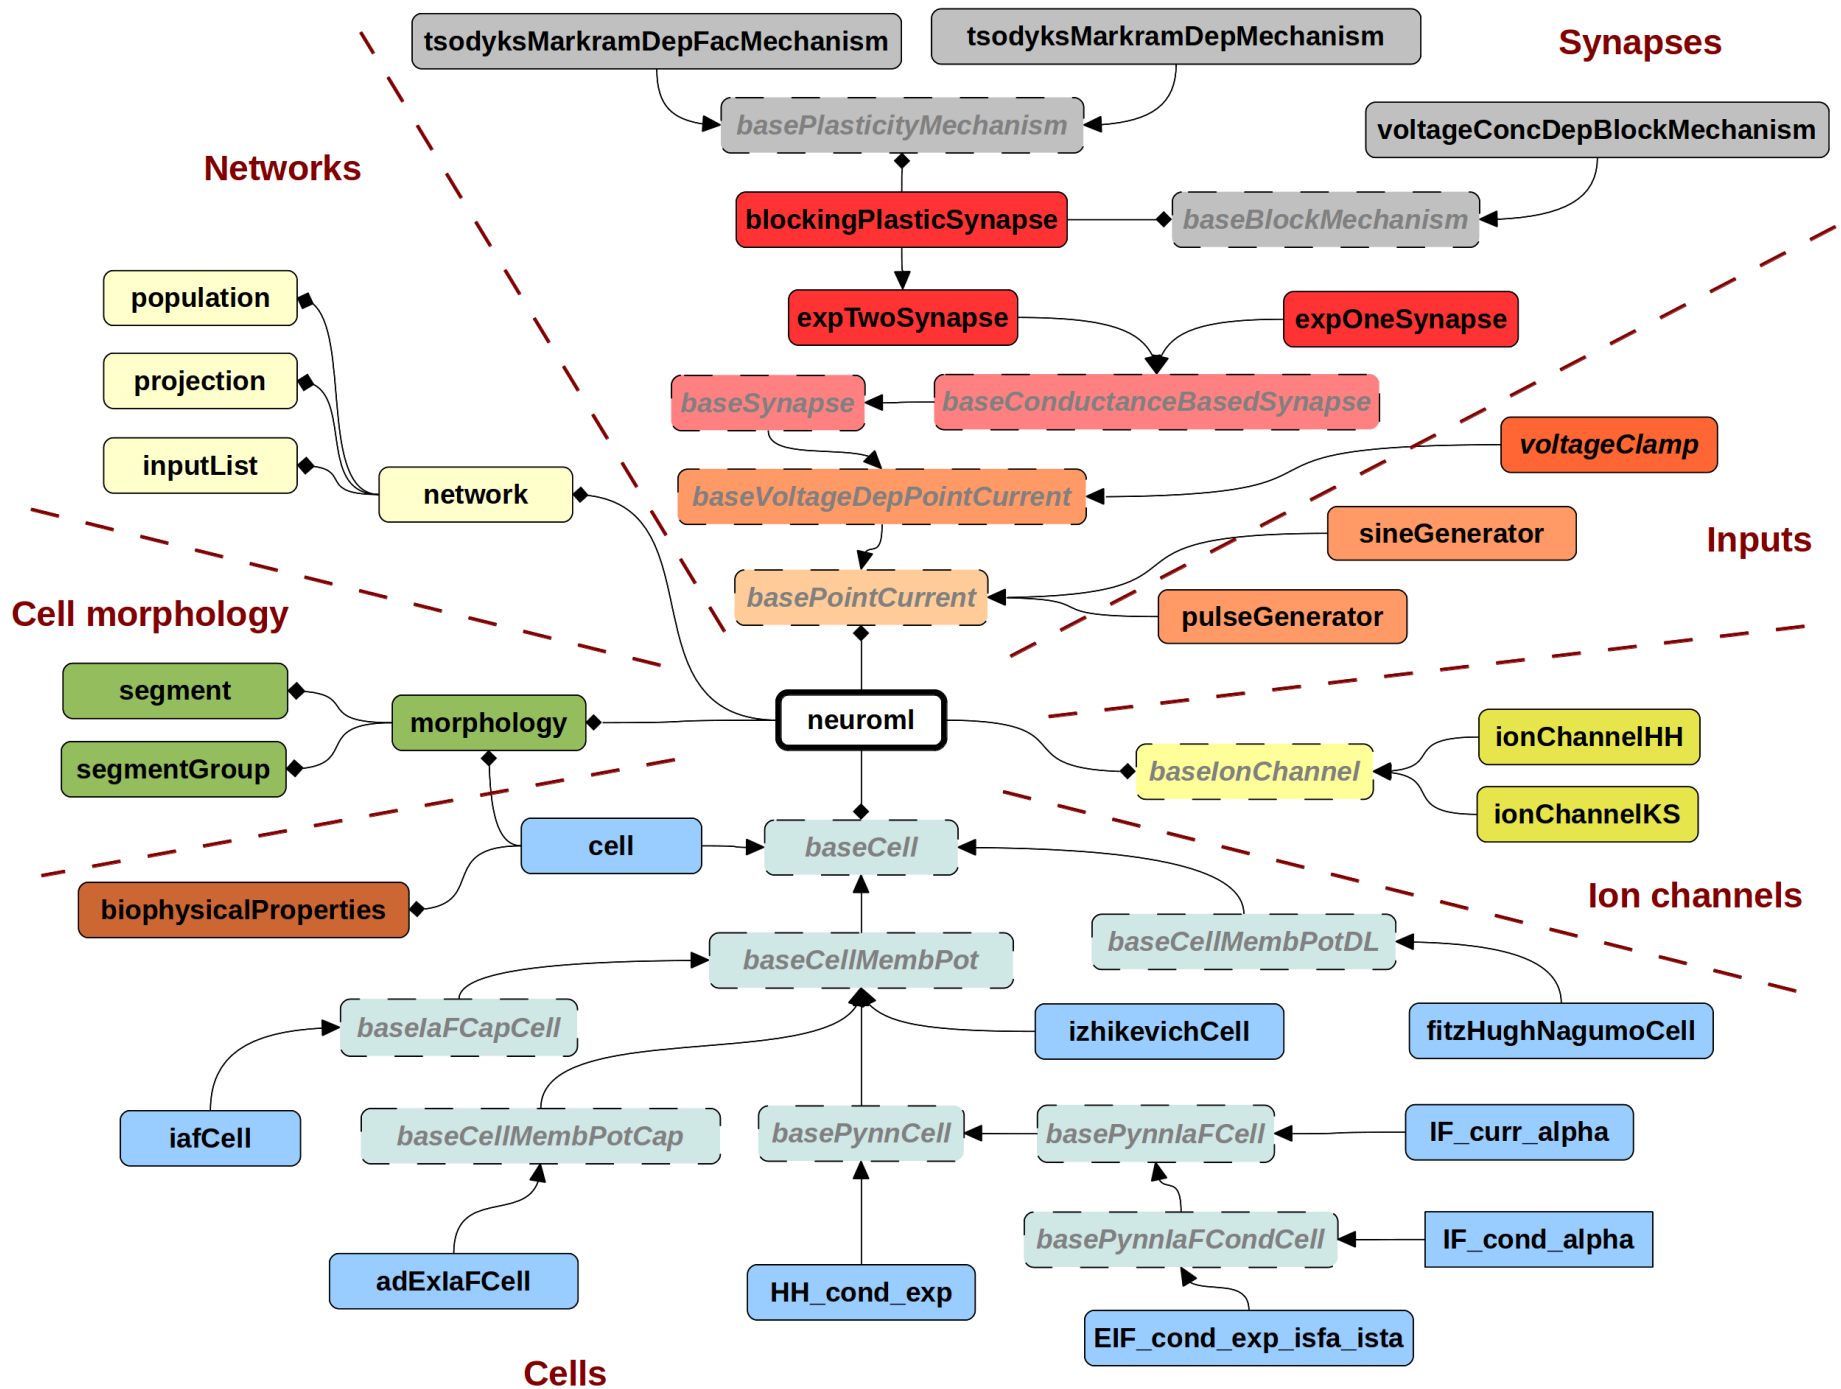 tsodyksMarkramDepFacMechanism
tsodyksMarkramDepMechanism
Synapses
basePlasticityMechanism
voltageConcDepBlockMechanism
Networks
blockingPlasticSynapse
baseBlockMechanism
population
expTwoSynapse
expOneSynapse
projection
baseSynapse
baseConductanceBasedSynapse
inputList
voltageClamp
network
baseVoltageDepPointCurrent
sineGenerator
Inputs
basePointCurrent
pulseGenerator
Cell morphology
segment
morphology
neuroml
ionChannelHH
segmentGroup
baseIonChannel
ionChannelKS
cell
baseCell
biophysicalProperties
Ion channels
baseCellMembPot
baseCellMembPotDL
baseIaFCapCell
izhikevichCell
fitzHughNagumoCell
iafCell
baseCellMembPotCap
basePynnCell
basePynnIaFCell
IF_curr_alpha
basePynnIaFCondCell
IF_cond_alpha
adExIaFCell
HH_cond_exp
EIF_cond_exp_isfa_ista
Cells